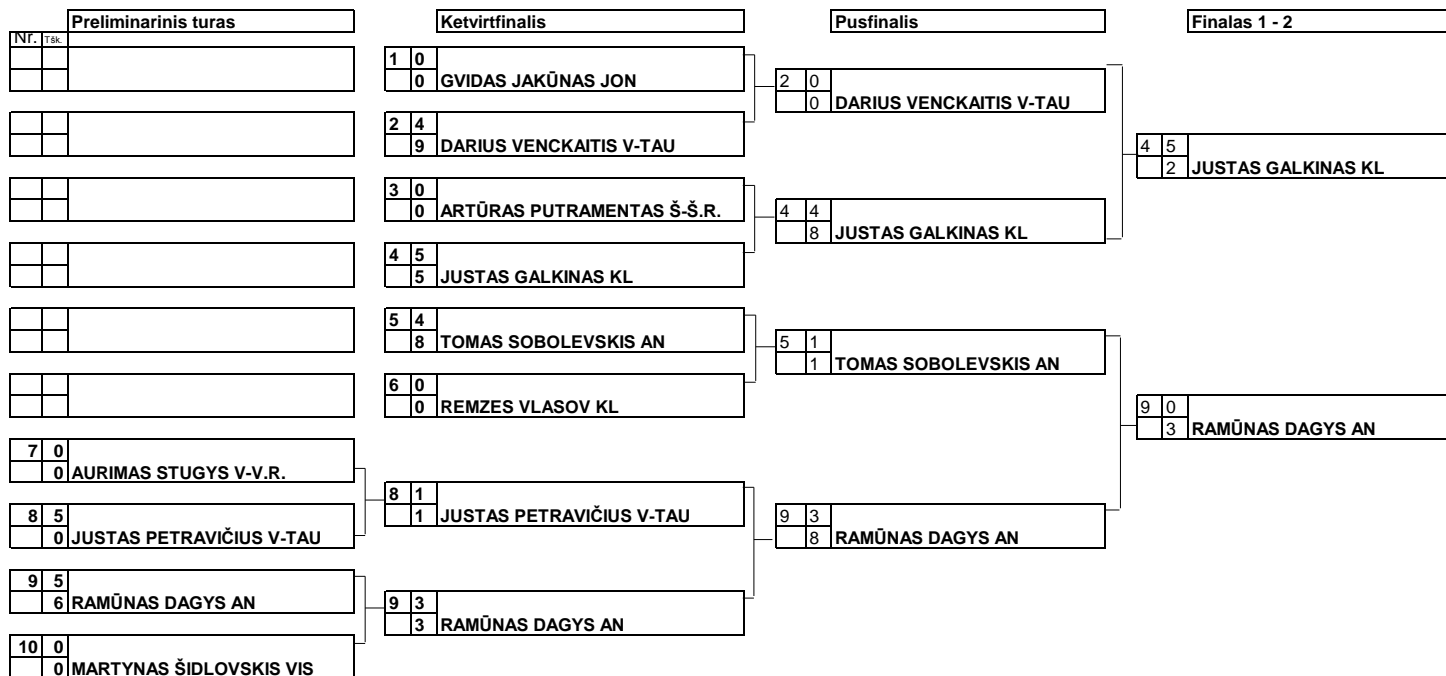 Preliminarinis turas
Nr. Tšk.
7 0
0 AURIMAS STUGYS V-V.R.
8 5
0 JUSTAS PETRAVIČIUS V-TAU
9 5
6 RAMŪNAS DAGYS AN
10 0
0 MARTYNAS ŠIDLOVSKIS VIS
Ketvirtfinalis
1 0
0 GVIDAS JAKŪNAS JON
2 4
9 DARIUS VENCKAITIS V-TAU
3 0
0 ARTŪRAS PUTRAMENTAS Š-Š.R.
4 5
5 JUSTAS GALKINAS KL
5 4
8 TOMAS SOBOLEVSKIS AN
6 0
0 REMZES VLASOV KL
8 1
1 JUSTAS PETRAVIČIUS V-TAU
9 3
3 RAMŪNAS DAGYS AN
Pusfinalis
2 0
0 DARIUS VENCKAITIS V-TAU
4 4
8 JUSTAS GALKINAS KL
5 1
1 TOMAS SOBOLEVSKIS AN
9 3
8 RAMŪNAS DAGYS AN
Finalas 1 - 2
4 5
2 JUSTAS GALKINAS KL
9 0
3 RAMŪNAS DAGYS AN